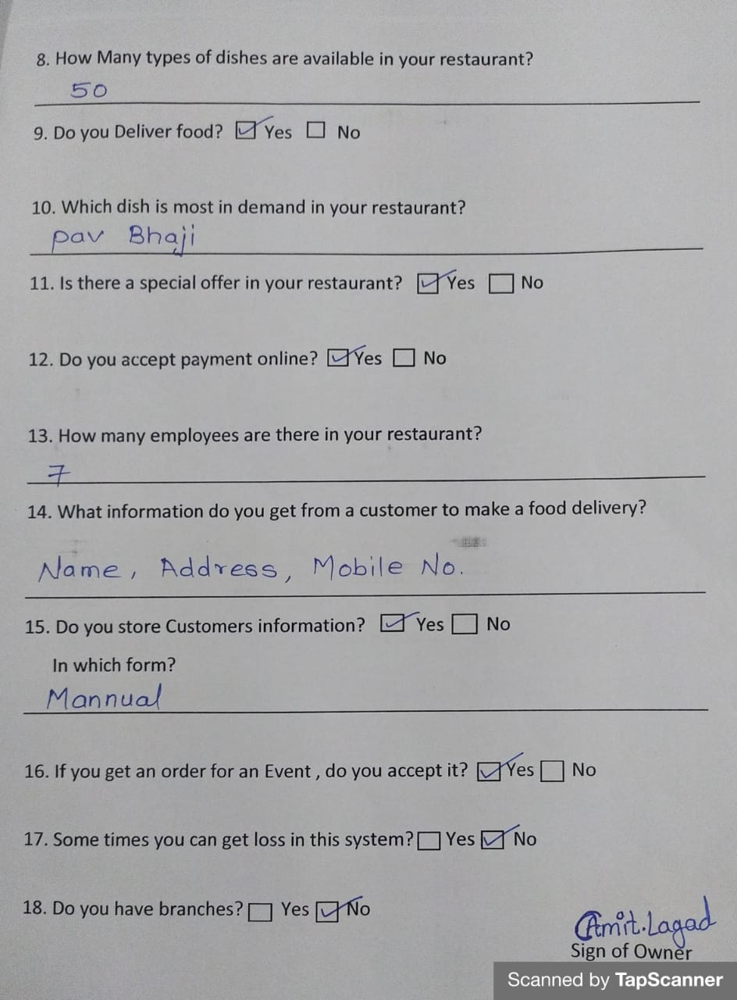 8. How Many types of dishes are available in your restaurant?
50
9. Do you Deliver food? ☑ Yes ☐ No
10. Which dish is most in demand in your restaurant?
pav Bhaji
11. Is there a special offer in your restaurant? ☑ Yes ☐ No
12. Do you accept payment online? ☑ Yes ☐ No
13. How many employees are there in your restaurant?
7
14. What information do you get from a customer to make a food delivery?
Name, Address, Mobile No.
15. Do you store Customers information? ☑ Yes ☐ No
In which form?
Mannual
16. If you get an order for an Event , do you accept it? ☑ Yes ☐ No
17. Some times you can get loss in this system? ☐ Yes ☑ No
18. Do you have branches? ☐ Yes ☑ No
Amit.Lagad
Sign of Owner
Scanned by TapScanner